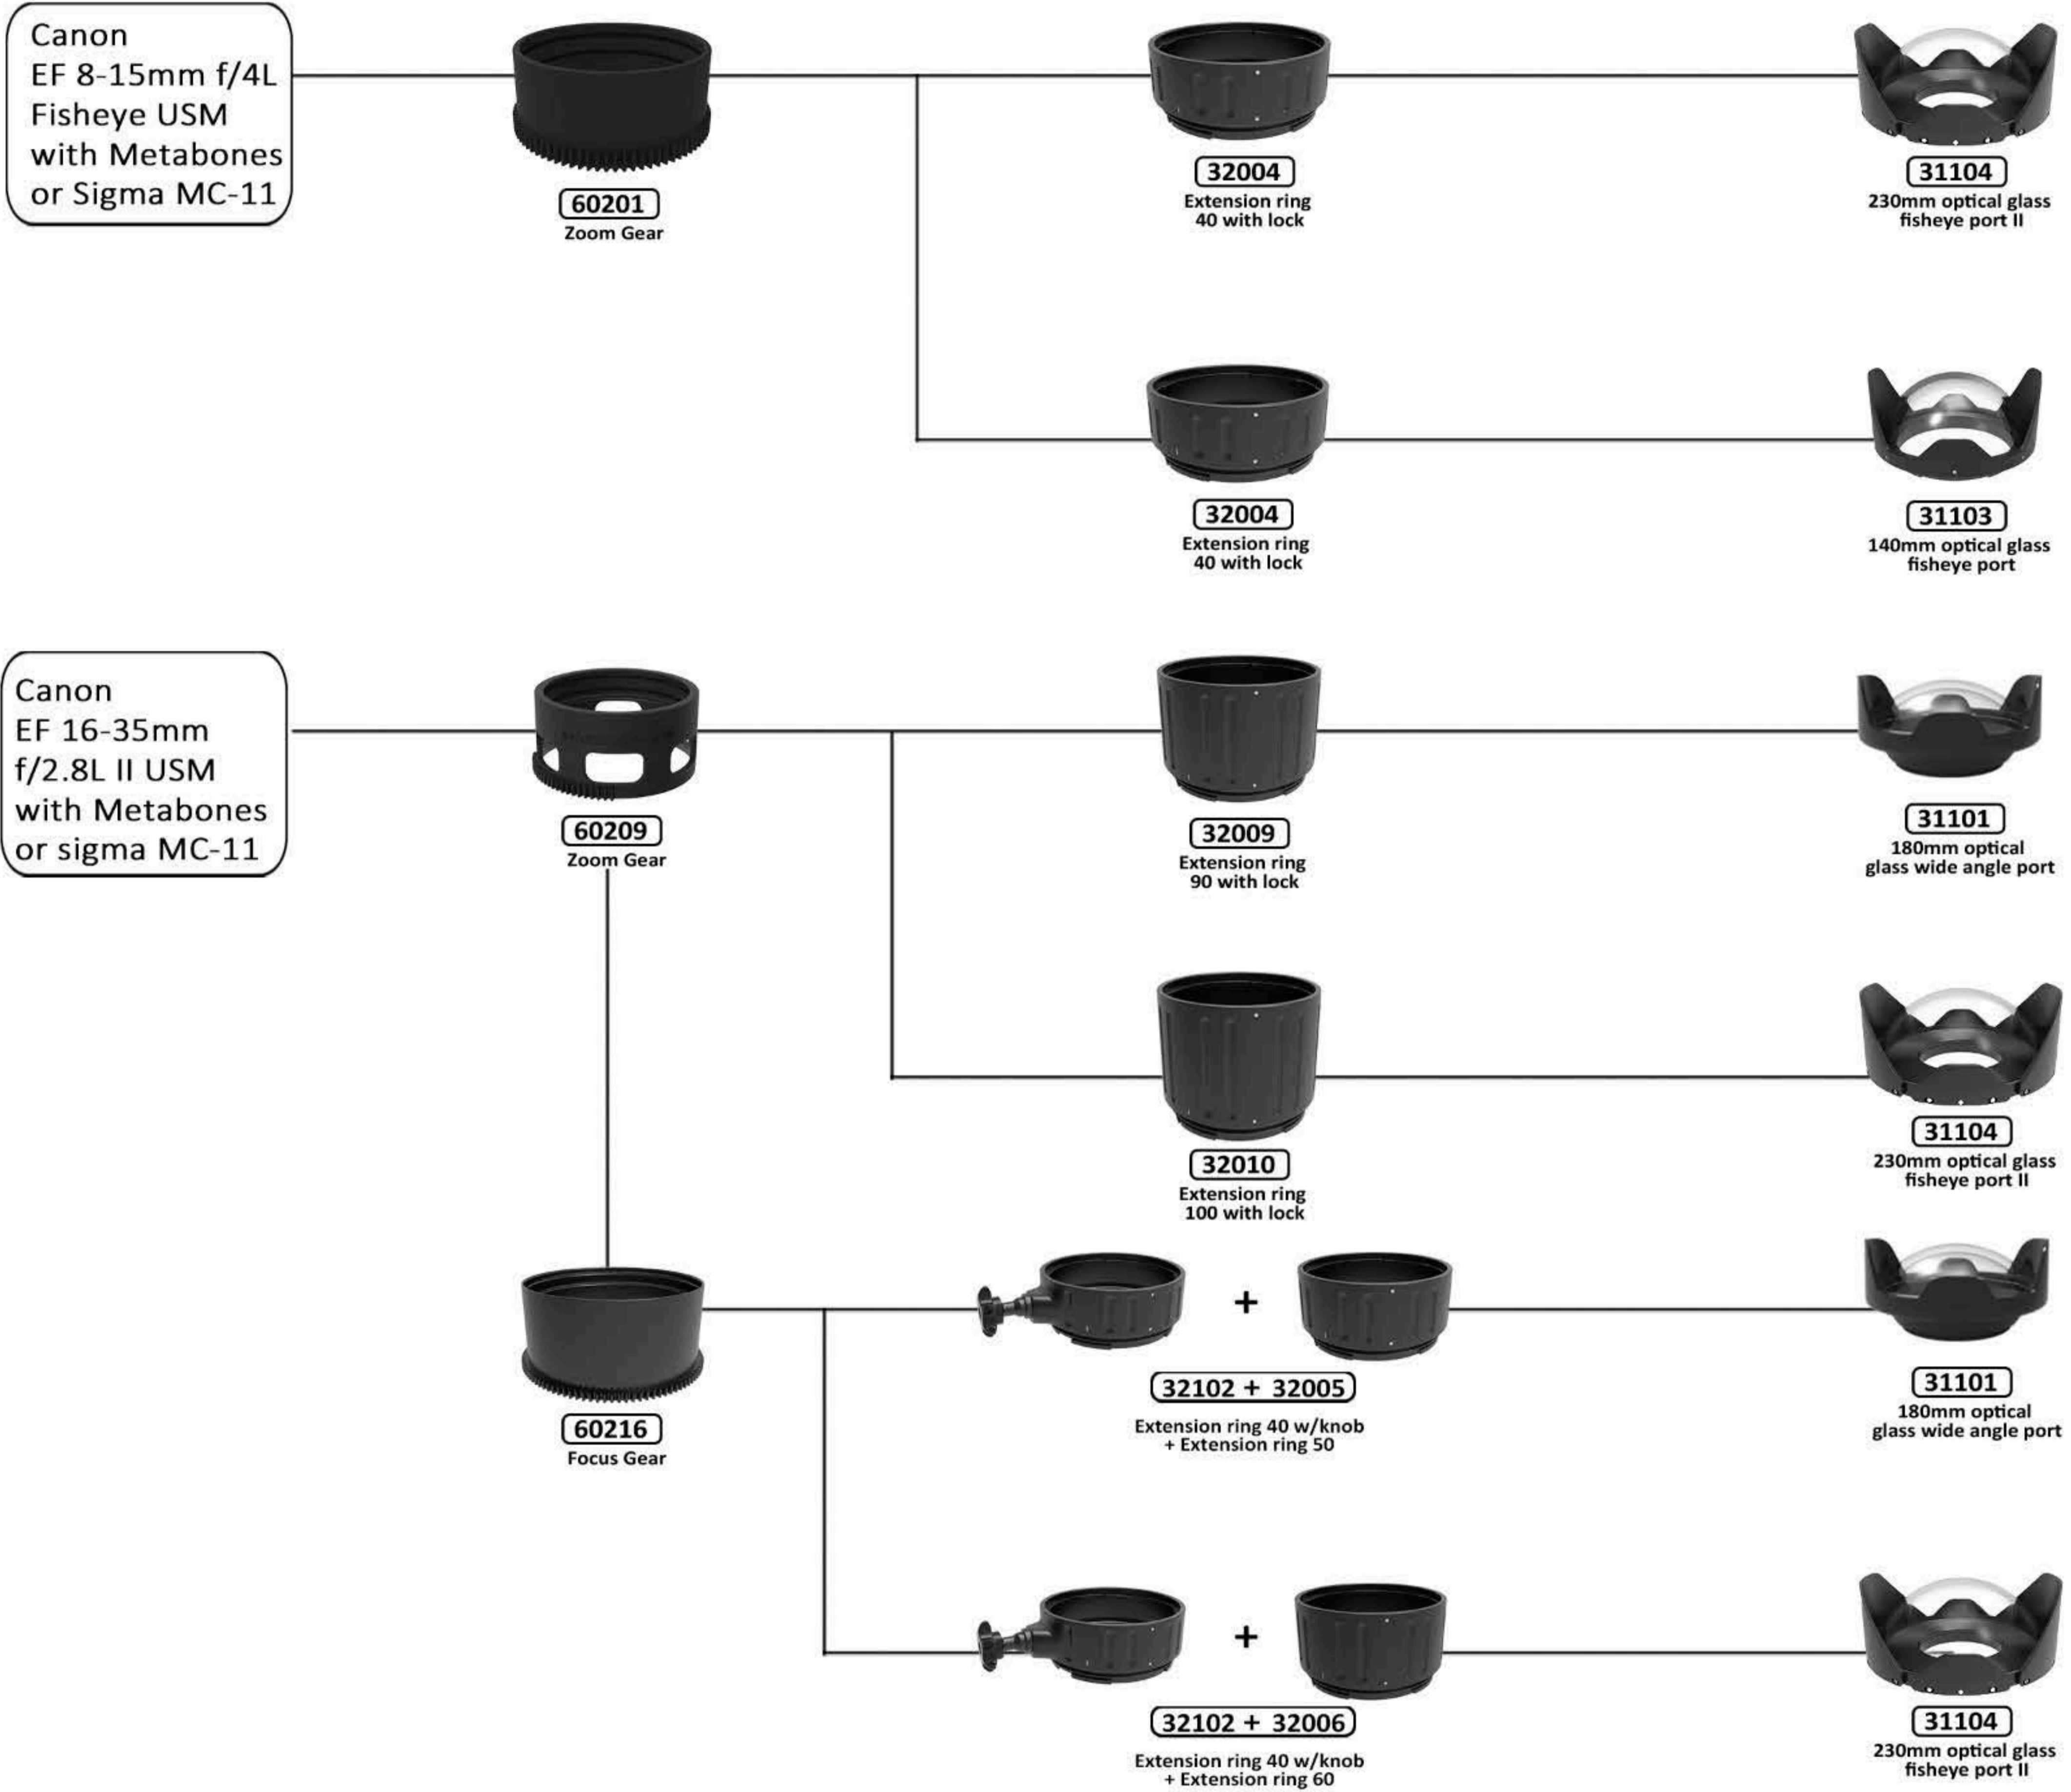 Canon
EF 8-15mm f/4L
Fisheye USM
with Metabones
or Sigma MC-11
60201
Zoom Gear
32004
Extension ring
40 with lock
31104
230mm optical glass
fisheye port II
32004
Extension ring
40 with lock
31103
140mm optical glass
fisheye port
Canon
EF 16-35mm
f/2.8L II USM
with Metabones
or sigma MC-11
60209
Zoom Gear
32009
Extension ring
90 with lock
31101
180mm optical
glass wide angle port
32010
Extension ring
100 with lock
31104
230mm optical glass
fisheye port II
60216
Focus Gear
+
32102 + 32005
Extension ring 40 w/knob
+ Extension ring 50
31101
180mm optical
glass wide angle port
+
32102 + 32006
Extension ring 40 w/knob
+ Extension ring 60
31104
230mm optical glass
fisheye port II